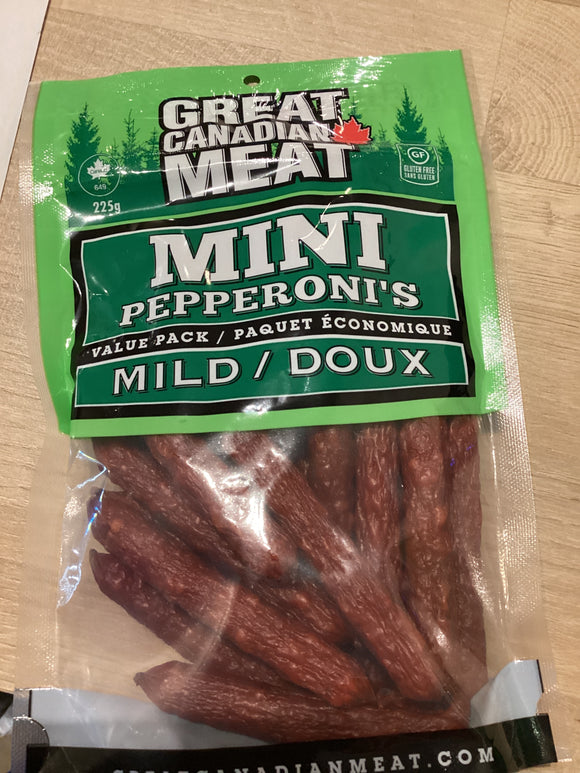 GREAT
CANADIAN
MEAT
GF
GLUTEN FREE
SANS GLUTEN
649
225g
MINI
PEPPERONI'S
VALUE PACK / PAQUET ÉCONOMIQUE
MILD / DOUX
GREATCANADIANMEAT.COM